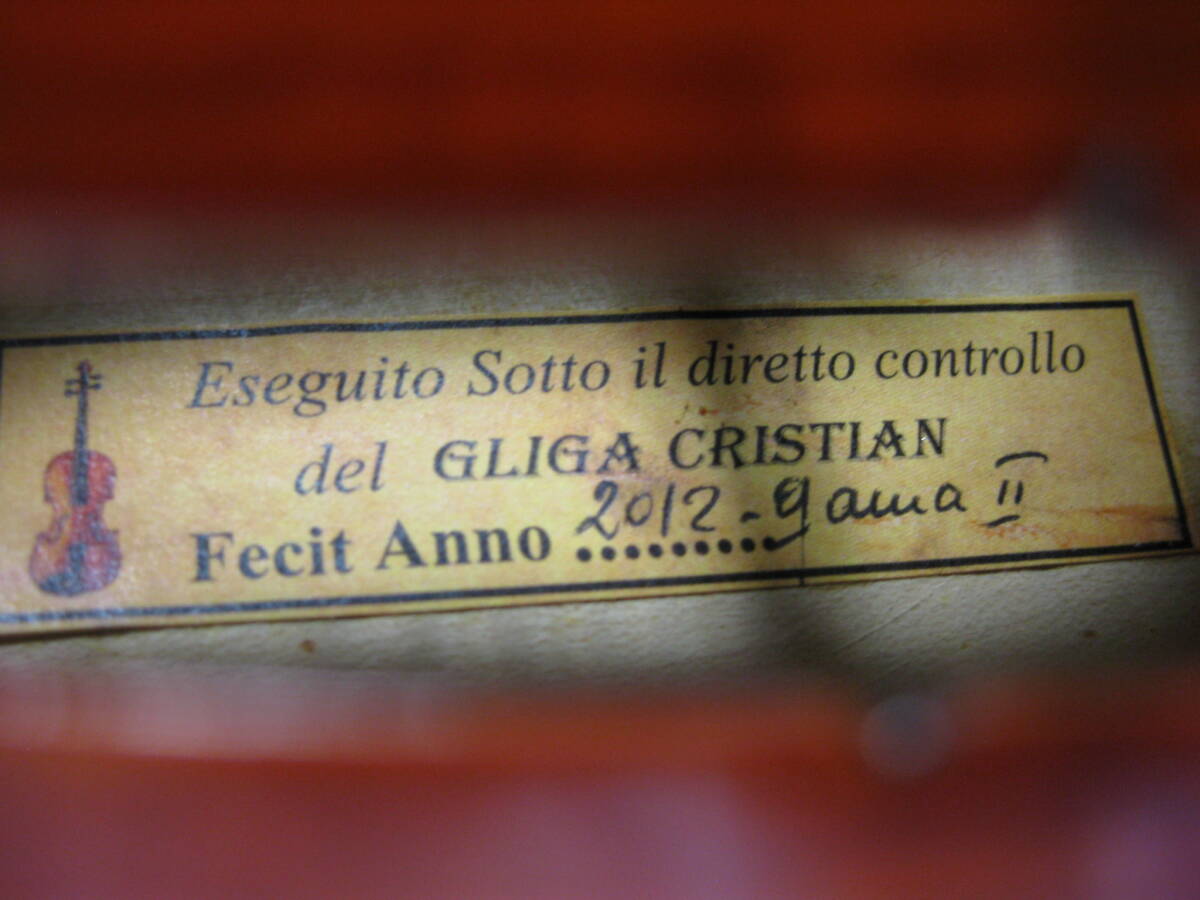 Eseguito Sotto il diretto controllo
del GLIGA CRISTIAN
Fecit Anno 2012 - gama II